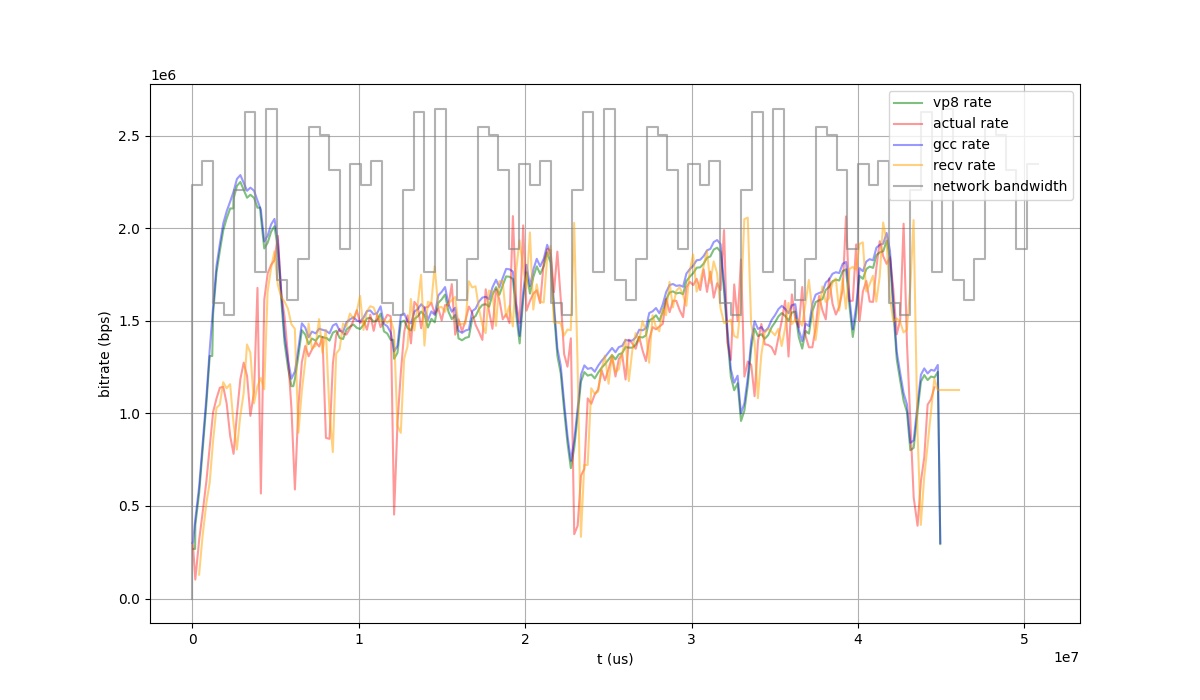 1e6
vp8 rate
actual rate
gcc rate
recv rate
network bandwidth
2.5
2.0
1.5
1.0
0.5
0.0
bitrate (bps)
0 1 2 3 4 5
t (us)
1e7